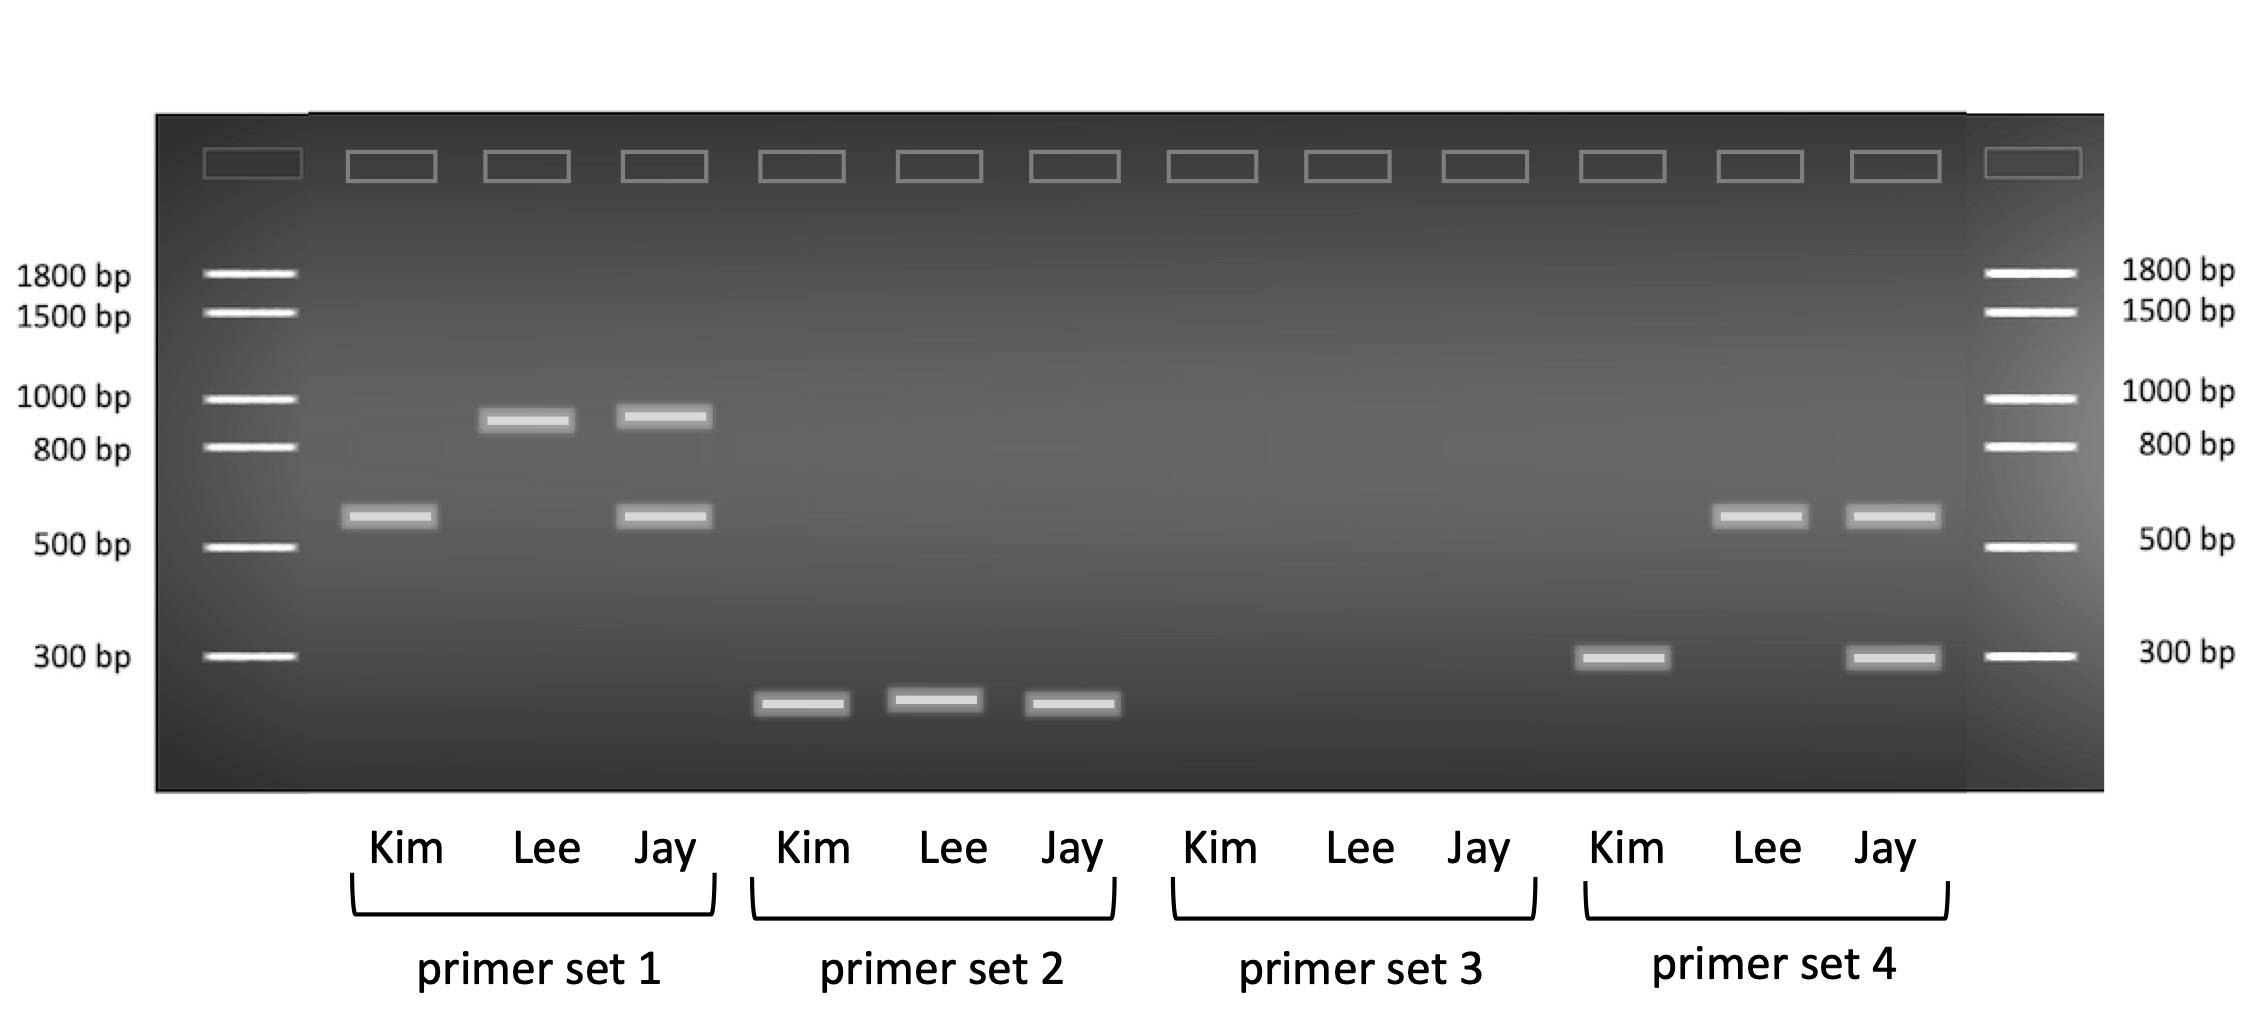 1800 bp
1500 bp
1000 bp
800 bp
500 bp
300 bp
1800 bp
1500 bp
1000 bp
800 bp
500 bp
300 bp
Kim Lee Jay Kim Lee Jay Kim Lee Jay Kim Lee Jay
primer set 1 primer set 2 primer set 3 primer set 4